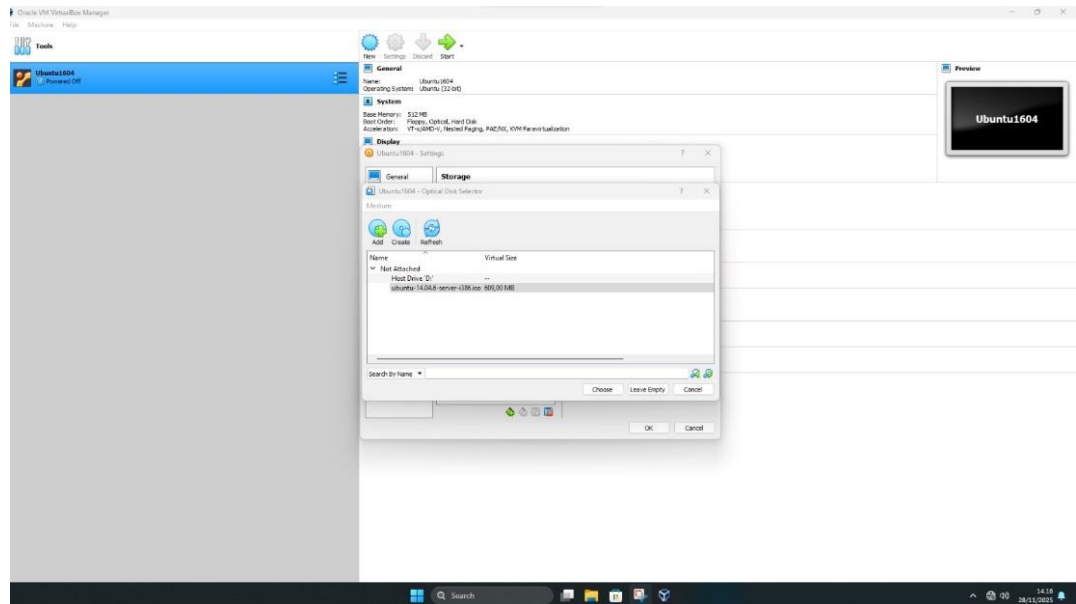 Oracle VM VirtualBox Manager
File Machine Help
Tools
Ubuntu1604
Powered Off
New Settings Discard Start
General
Name: Ubuntu1604
Operating System: Ubuntu (32-bit)
System
Base Memory: 512 MB
Boot Order: Floppy, Optical, Hard Disk
Acceleration: VT-x/AMD-V, Nested Paging, PAE/NX, KVM Paravirtualization
Display
Preview
Ubuntu1604
Ubuntu1604 - Settings
General
Storage
Ubuntu1604 - Optical Disk Selector
Medium
Add Create Refresh
Name Virtual Size
Not Attached
Host Drive 'D:' --
ubuntu-14.04.6-server-i386.iso 609,00 MB
Search By Name
Choose Leave Empty Cancel
OK Cancel
Search
14.16
28/11/2025